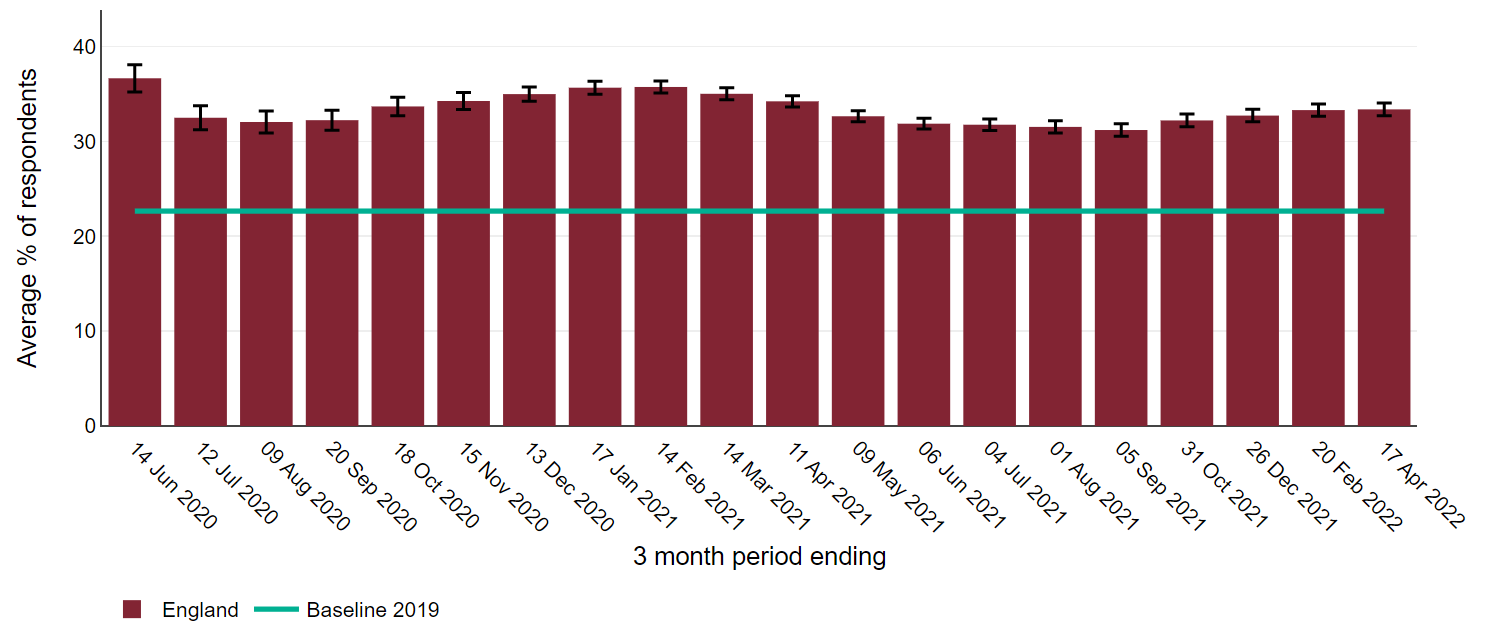 Average % of respondents
40
30
20
10
0
14 Jun 2020
12 Jul 2020
09 Aug 2020
20 Sep 2020
18 Oct 2020
15 Nov 2020
13 Dec 2020
17 Jan 2021
14 Feb 2021
14 Mar 2021
11 Apr 2021
09 May 2021
06 Jun 2021
04 Jul 2021
01 Aug 2021
05 Sep 2021
31 Oct 2021
26 Dec 2021
20 Feb 2022
17 Apr 2022
3 month period ending
England
Baseline 2019